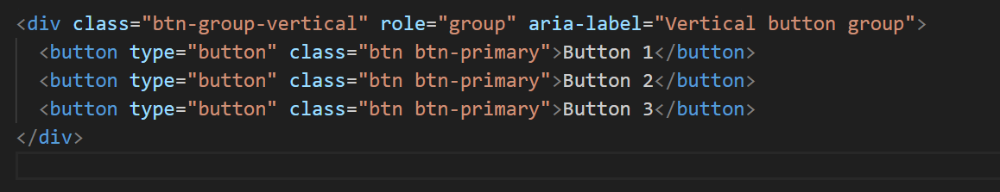 <div class="btn-group-vertical" role="group" aria-label="Vertical button group">
  <button type="button" class="btn btn-primary">Button 1</button>
  <button type="button" class="btn btn-primary">Button 2</button>
  <button type="button" class="btn btn-primary">Button 3</button>
</div>